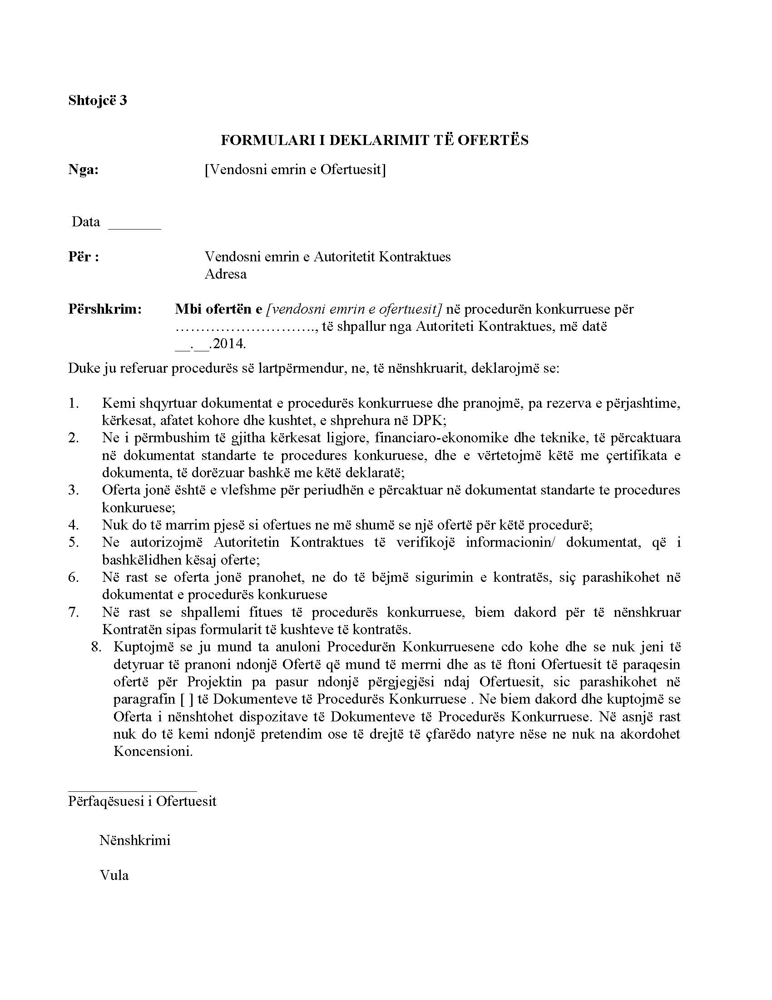 Shtojcë 3
FORMULARI I DEKLARIMIT TË OFERTËS
Nga: [Vendosni emrin e Ofertuesit]
Data _______
Për : Vendosni emrin e Autoritetit Kontraktues
Adresa
Përshkrim: Mbi ofertën e [vendosni emrin e ofertuesit] në procedurën konkurruese për
………………………., të shpallur nga Autoriteti Kontraktues, më datë
__.__.2014.
Duke ju referuar procedurës së lartpërmendur, ne, të nënshkruarit, deklarojmë se:
1. Kemi shqyrtuar dokumentat e procedurës konkurruese dhe pranojmë, pa rezerva e përjashtime,
kërkesat, afatet kohore dhe kushtet, e shprehura në DPK;
2. Ne i përmbushim të gjitha kërkesat ligjore, financiaro-ekonomike dhe teknike, të përcaktuara
në dokumentat standarte te procedures konkuruese, dhe e vërtetojmë këtë me çertifikata e
dokumenta, të dorëzuar bashkë me këtë deklaratë;
3. Oferta jonë është e vlefshme për periudhën e përcaktuar në dokumentat standarte te procedures
konkuruese;
4. Nuk do të marrim pjesë si ofertues ne më shumë se një ofertë për këtë procedurë;
5. Ne autorizojmë Autoritetin Kontraktues të verifikojë informacionin/ dokumentat, që i
bashkëlidhen kësaj oferte;
6. Në rast se oferta jonë pranohet, ne do të bëjmë sigurimin e kontratës, siç parashikohet në
dokumentat e procedurës konkuruese
7. Në rast se shpallemi fitues të procedurës konkurruese, biem dakord për të nënshkruar
Kontratën sipas formularit të kushteve të kontratës.
8. Kuptojmë se ju mund ta anuloni Procedurën Konkurruesene cdo kohe dhe se nuk jeni të
detyruar të pranoni ndonjë Ofertë që mund të merrni dhe as të ftoni Ofertuesit të paraqesin
ofertë për Projektin pa pasur ndonjë përgjegjësi ndaj Ofertuesit, sic parashikohet në
paragrafin [ ] të Dokumenteve të Procedurës Konkurruese . Ne biem dakord dhe kuptojmë se
Oferta i nënshtohet dispozitave të Dokumenteve të Procedurës Konkurruese. Në asnjë rast
nuk do të kemi ndonjë pretendim ose të drejtë të çfarëdo natyre nëse ne nuk na akordohet
Koncensioni.
_________________
Përfaqësuesi i Ofertuesit
Nënshkrimi
Vula